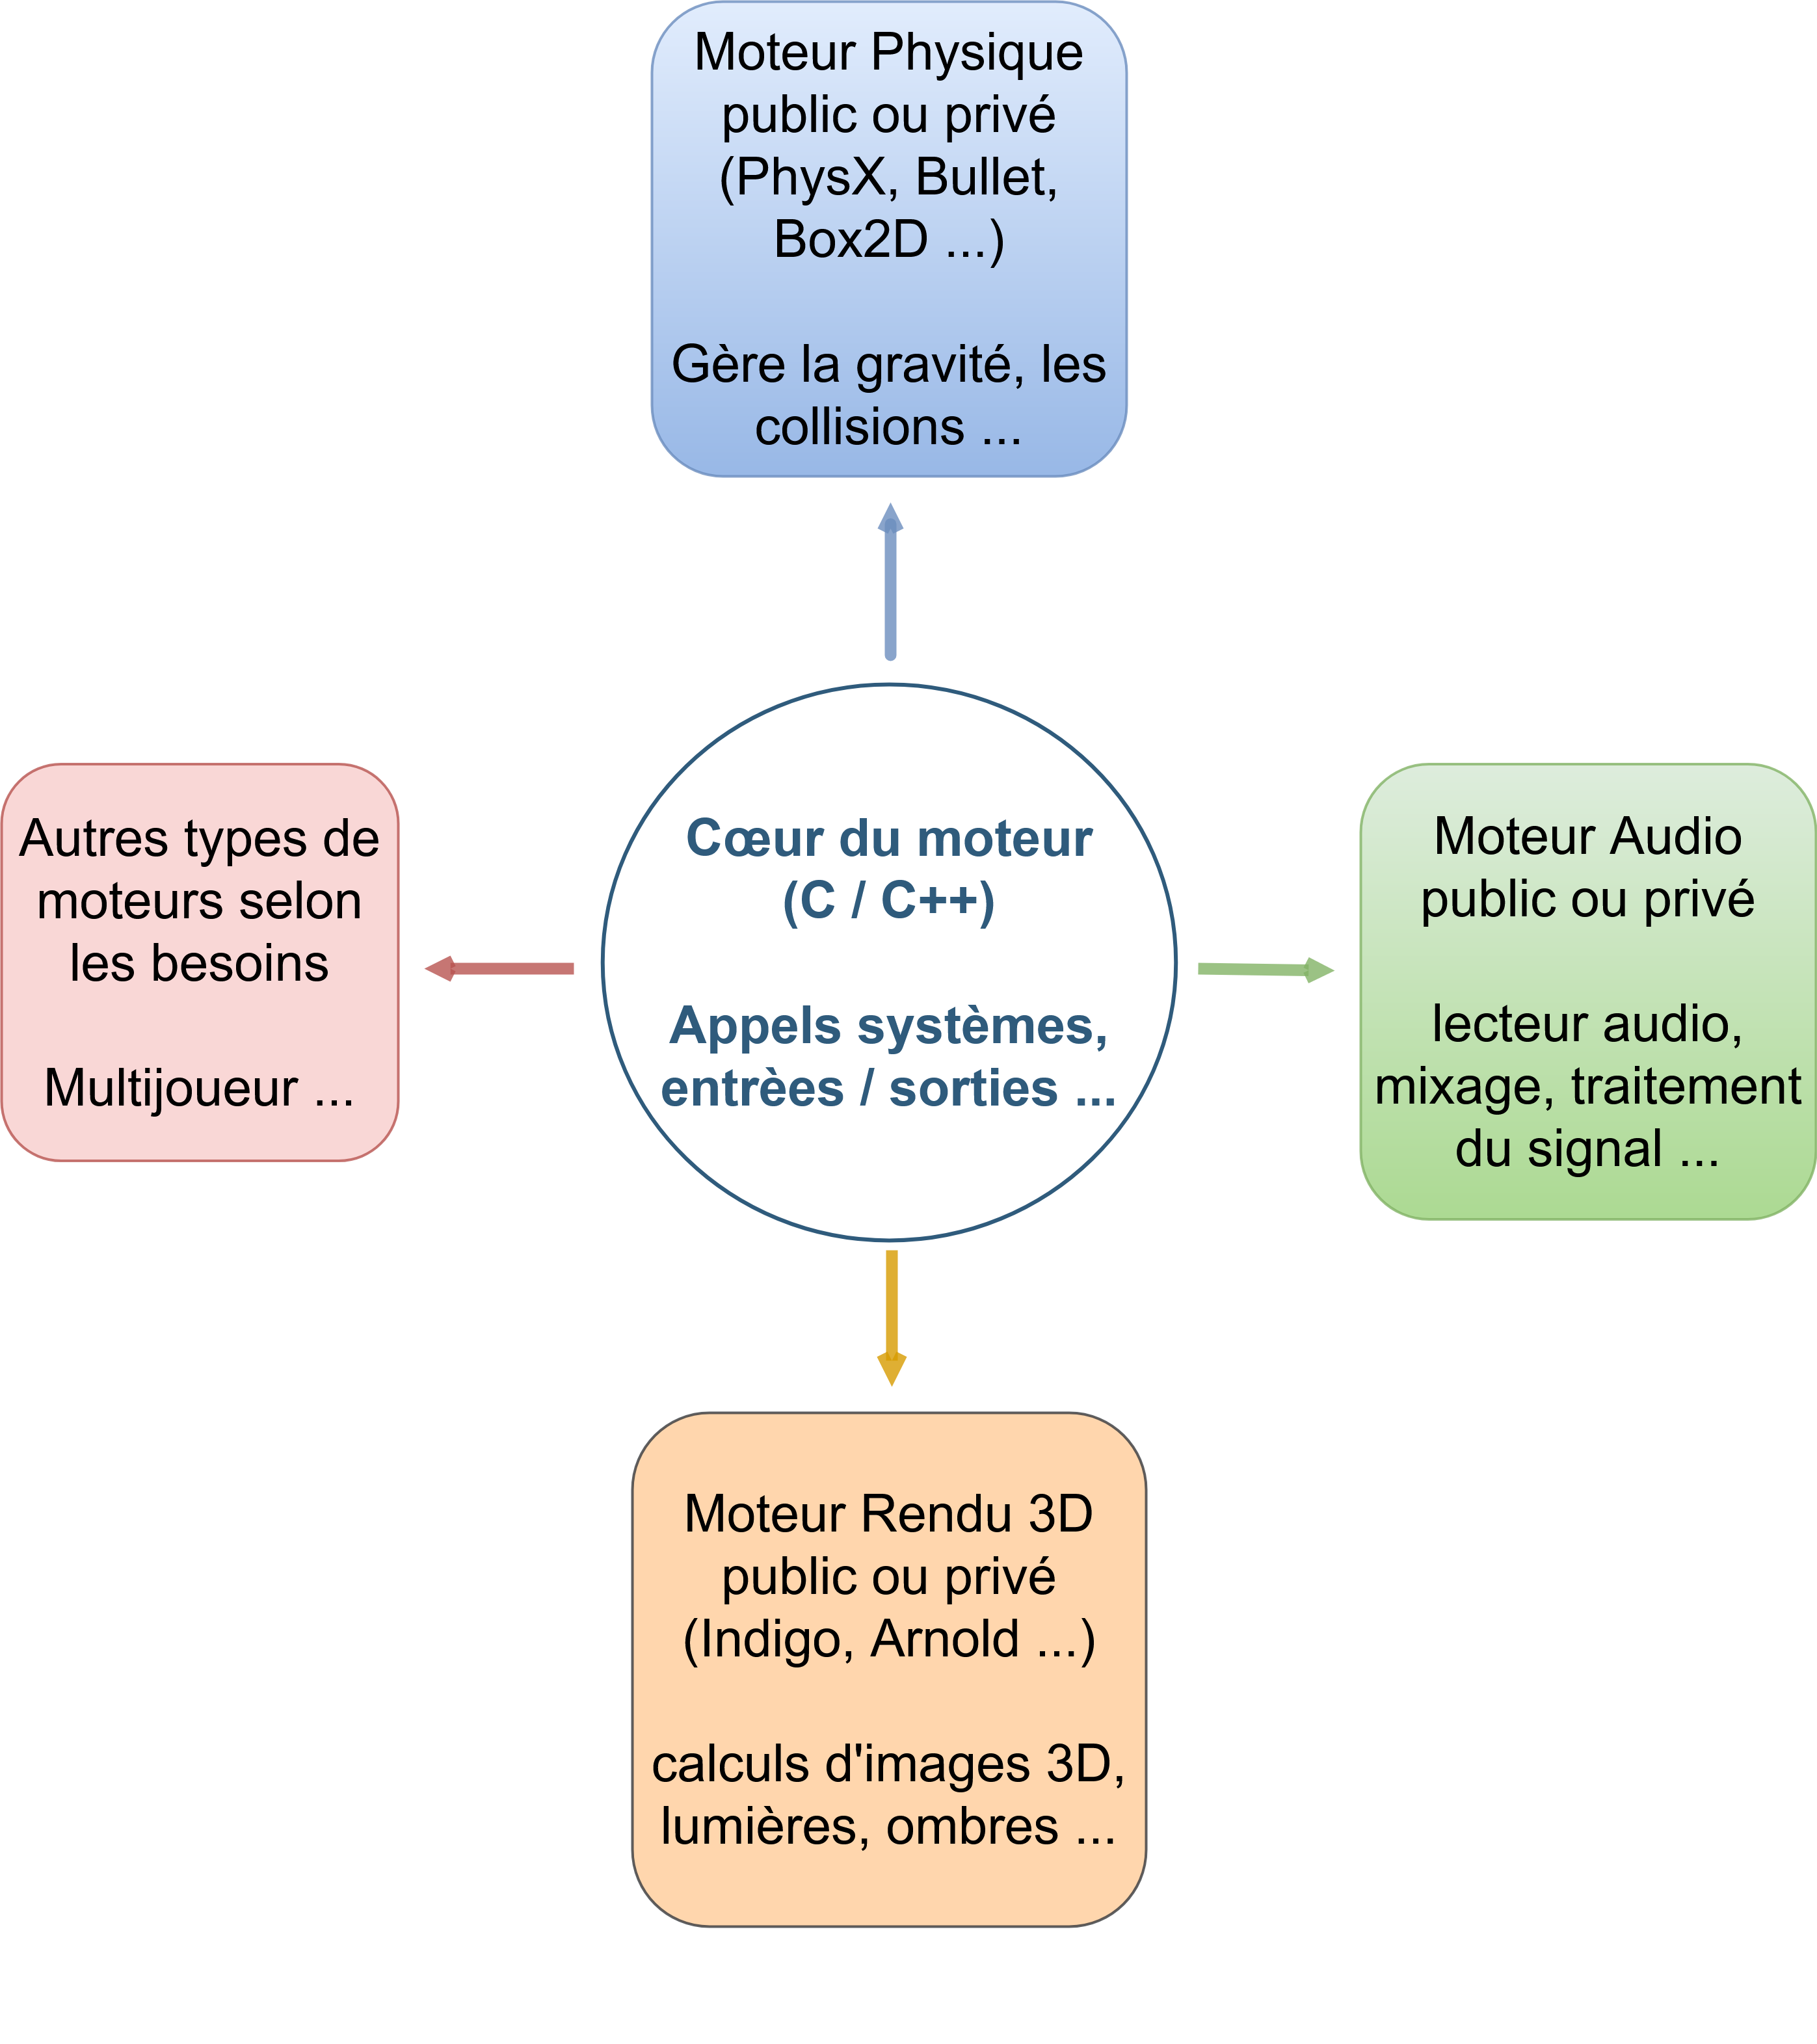 Moteur Physique
public ou privé
(PhysX, Bullet,
Box2D ...)
Gère la gravité, les
collisions ...
Autres types de
moteurs selon
les besoins
Multijoueur ...
Cœur du moteur
(C / C++)
Appels systèmes,
entrèes / sorties ...
Moteur Audio
public ou privé
lecteur audio,
mixage, traitement
du signal ...
Moteur Rendu 3D
public ou privé
(Indigo, Arnold ...)
calculs d'images 3D,
lumières, ombres ...